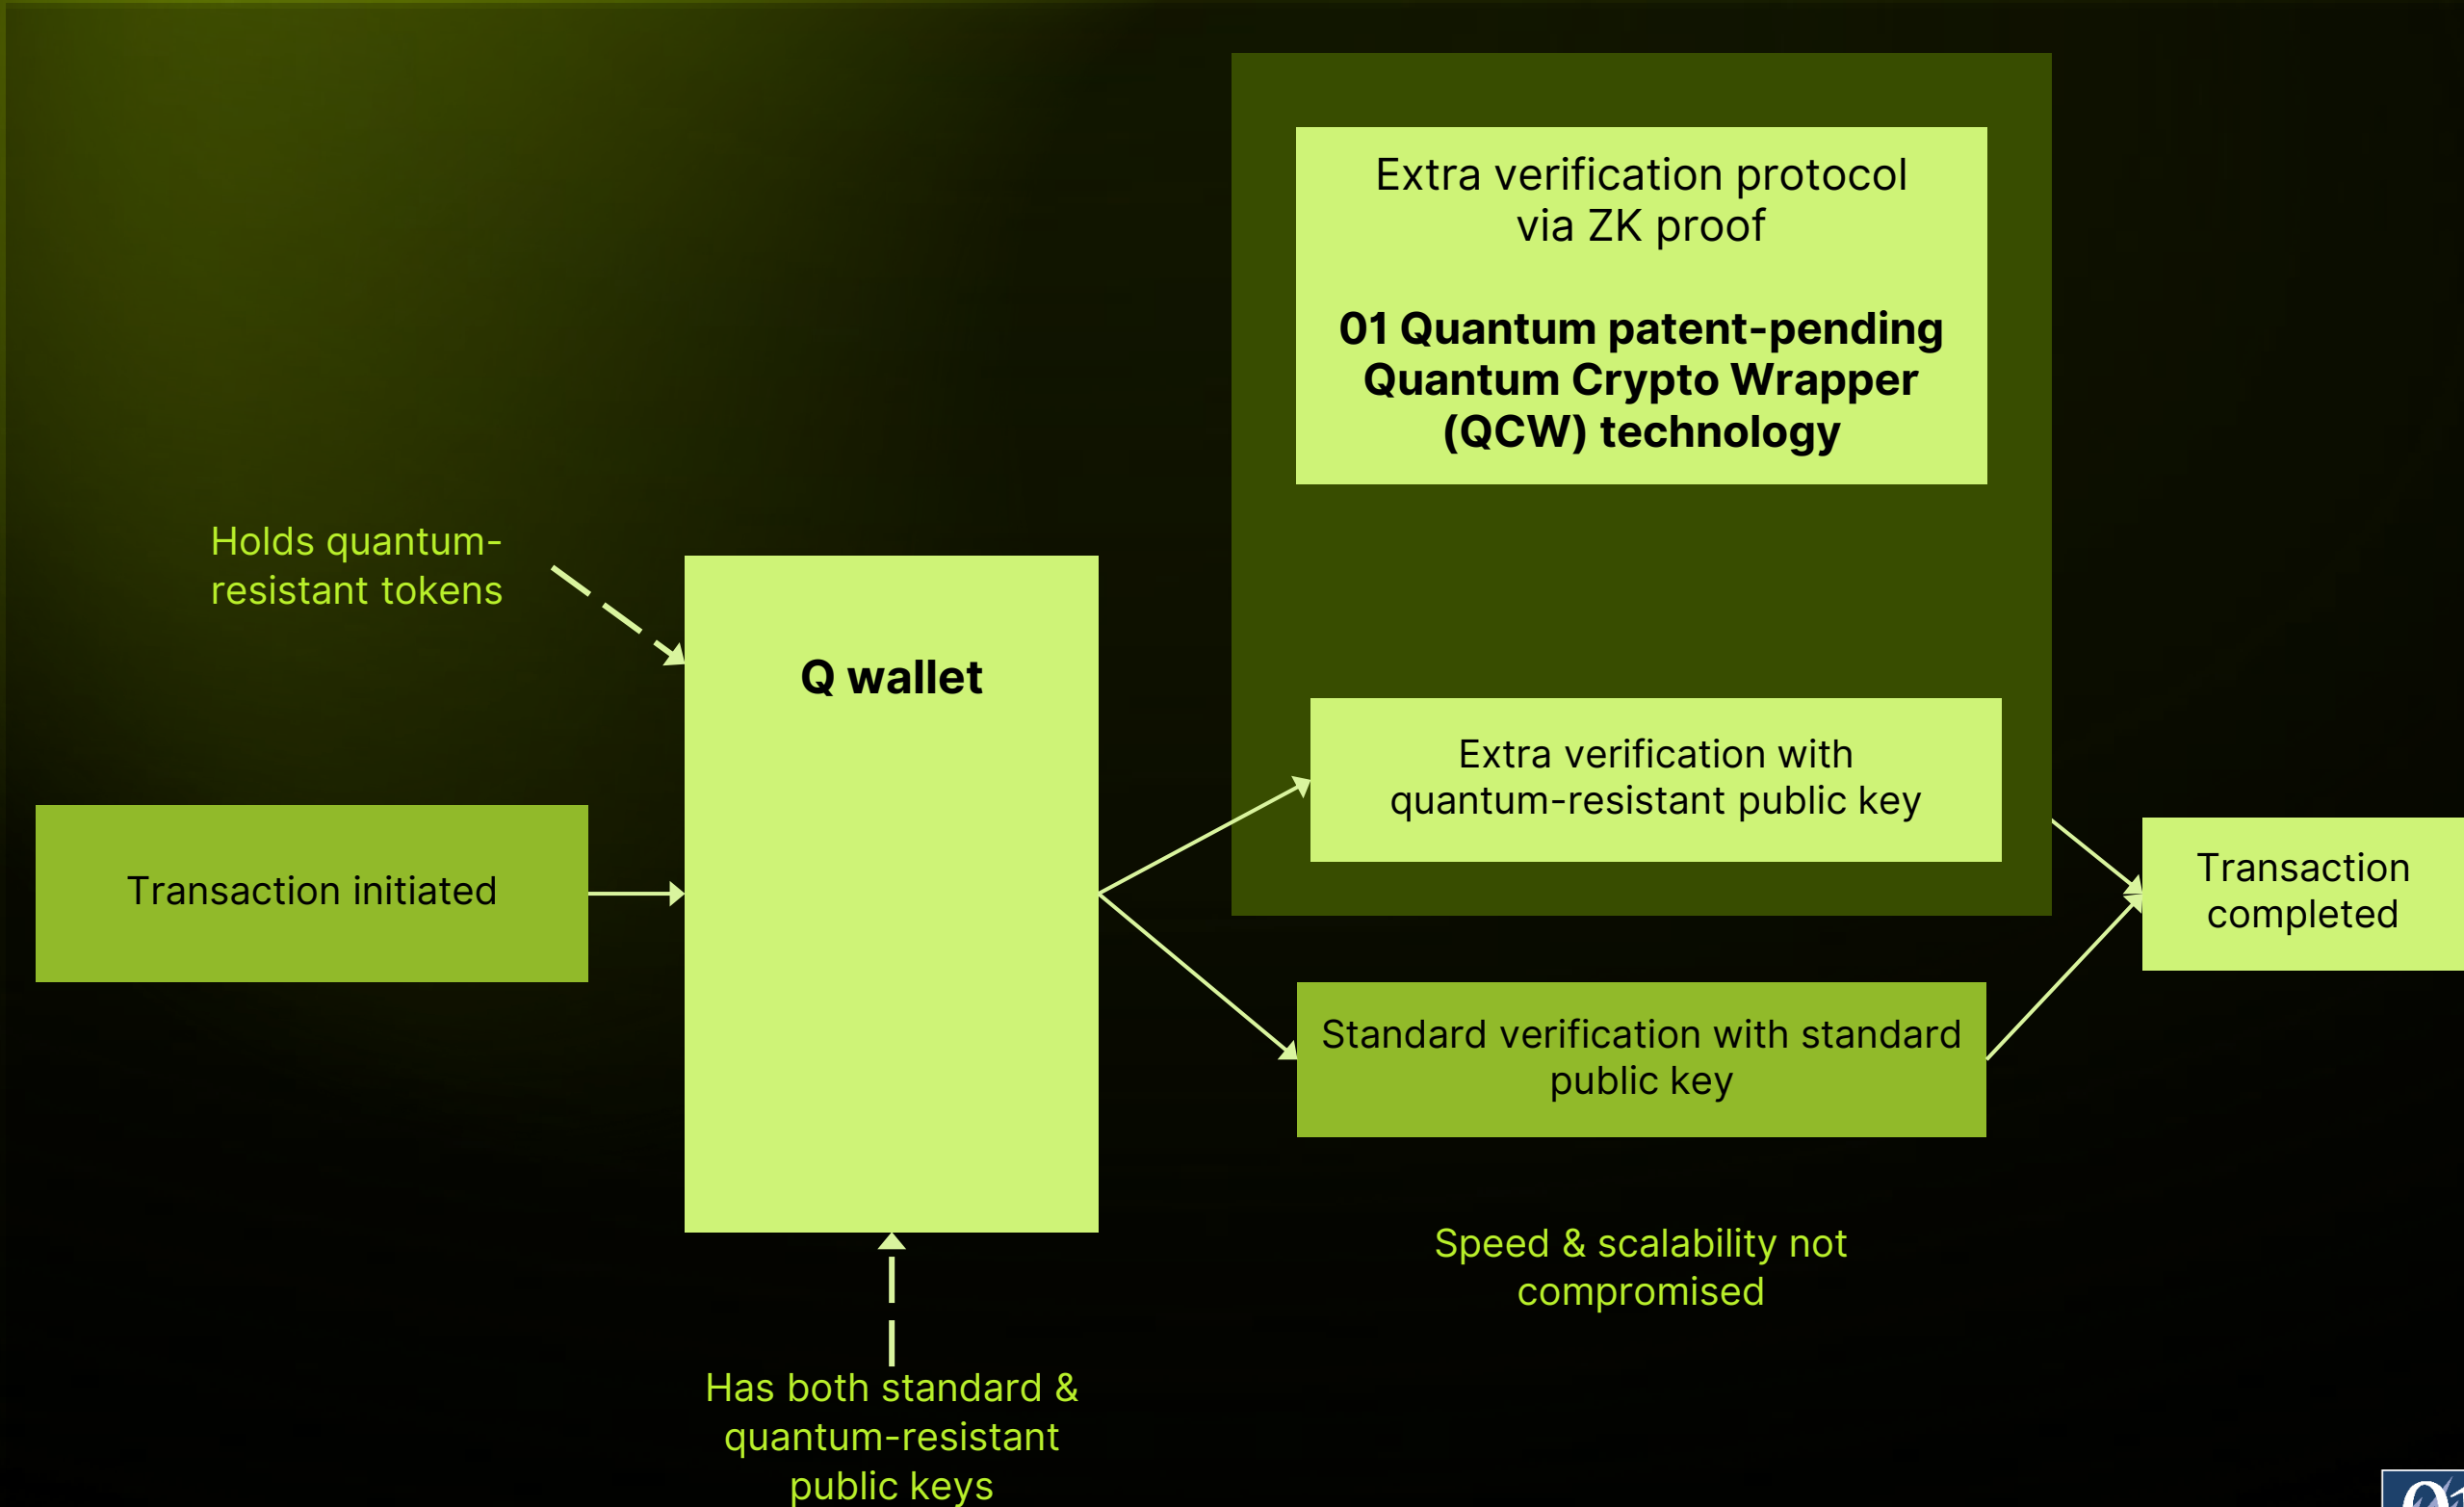 Extra verification protocol
via ZK proof
01 Quantum patent-pending
Quantum Crypto Wrapper
(QCW) technology
Holds quantum-
resistant tokens
Q wallet
Extra verification with
quantum-resistant public key
Transaction initiated
Transaction
completed
Standard verification with standard
public key
Speed & scalability not
compromised
Has both standard &
quantum-resistant
public keys